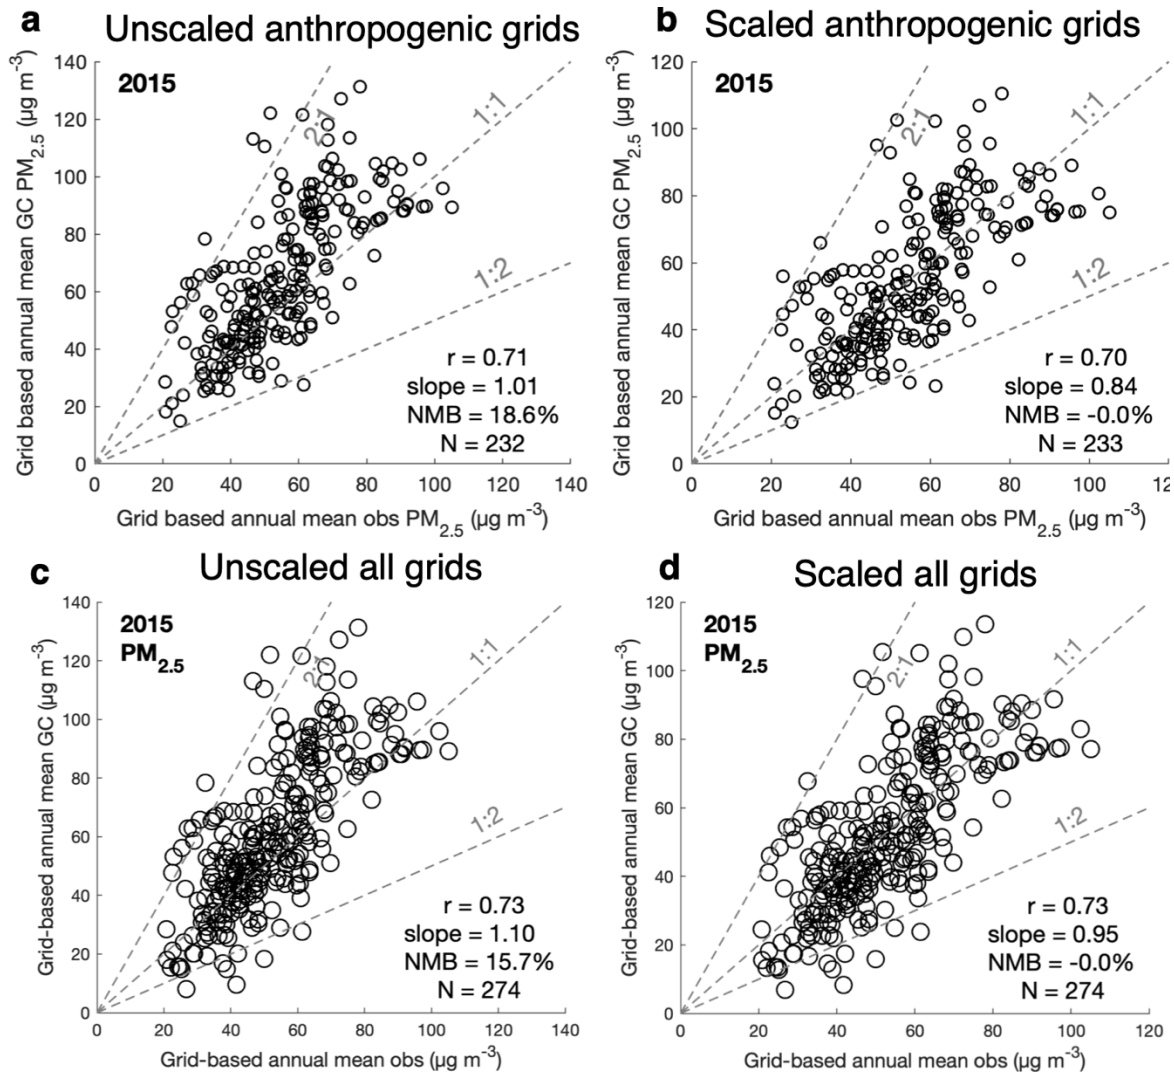 a Unscaled anthropogenic grids
2015
2:1
1:1
1:2
r = 0.71
slope = 1.01
NMB = 18.6%
N = 232
Grid based annual mean GC PM2.5 (µg m−3)
140
120
100
80
60
40
20
0
0 20 40 60 80 100 120 140
Grid based annual mean obs PM2.5 (µg m−3)
b Scaled anthropogenic grids
2015
2:1
1:1
1:2
r = 0.70
slope = 0.84
NMB = -0.0%
N = 233
Grid based annual mean GC PM2.5 (µg m−3)
120
100
80
60
40
20
0
0 20 40 60 80 100 120
Grid based annual mean obs PM2.5 (µg m−3)
c Unscaled all grids
2015
PM2.5
2:1
1:1
1:2
r = 0.73
slope = 1.10
NMB = 15.7%
N = 274
Grid-based annual mean GC (µg m−3)
140
120
100
80
60
40
20
0
0 20 40 60 80 100 120 140
Grid-based annual mean obs (µg m−3)
d Scaled all grids
2015
PM2.5
2:1
1:1
1:2
r = 0.73
slope = 0.95
NMB = -0.0%
N = 274
Grid-based annual mean GC (µg m−3)
120
100
80
60
40
20
0
0 20 40 60 80 100 120
Grid-based annual mean obs (µg m−3)